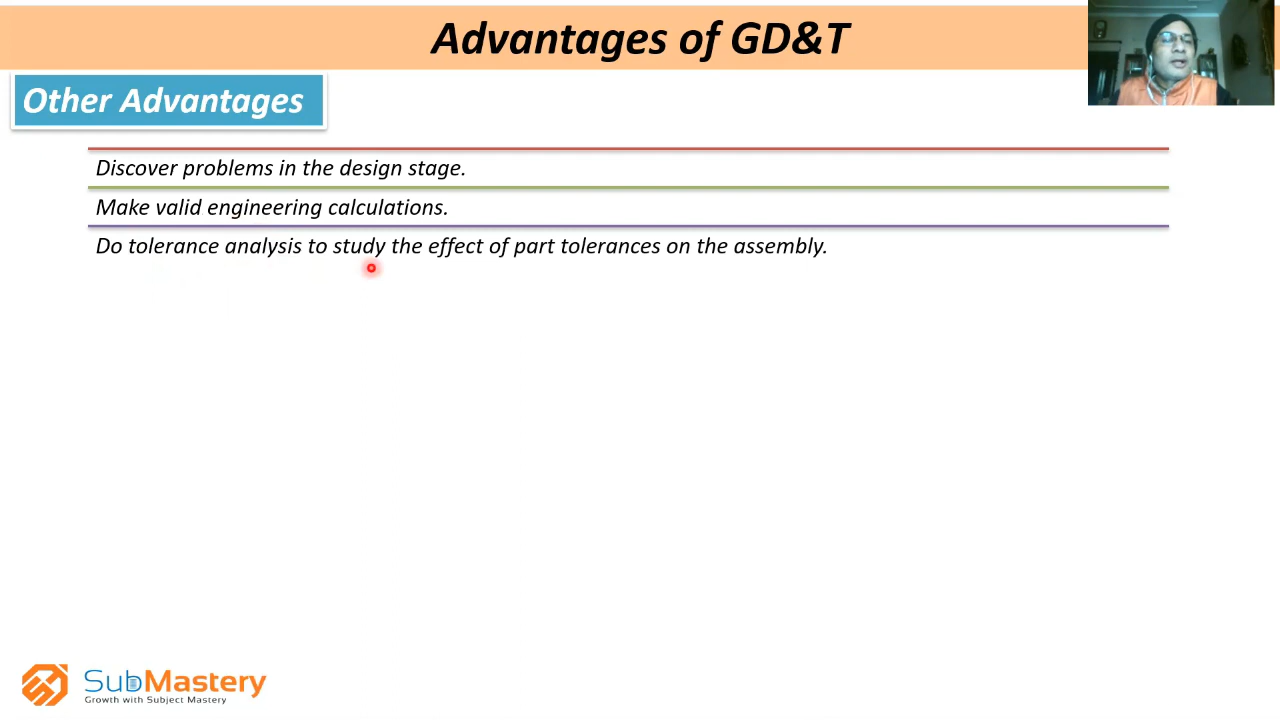 Advantages of GD&T
Other Advantages
Discover problems in the design stage.
Make valid engineering calculations.
Do tolerance analysis to study the effect of part tolerances on the assembly.
SubMastery
Growth with Subject Mastery